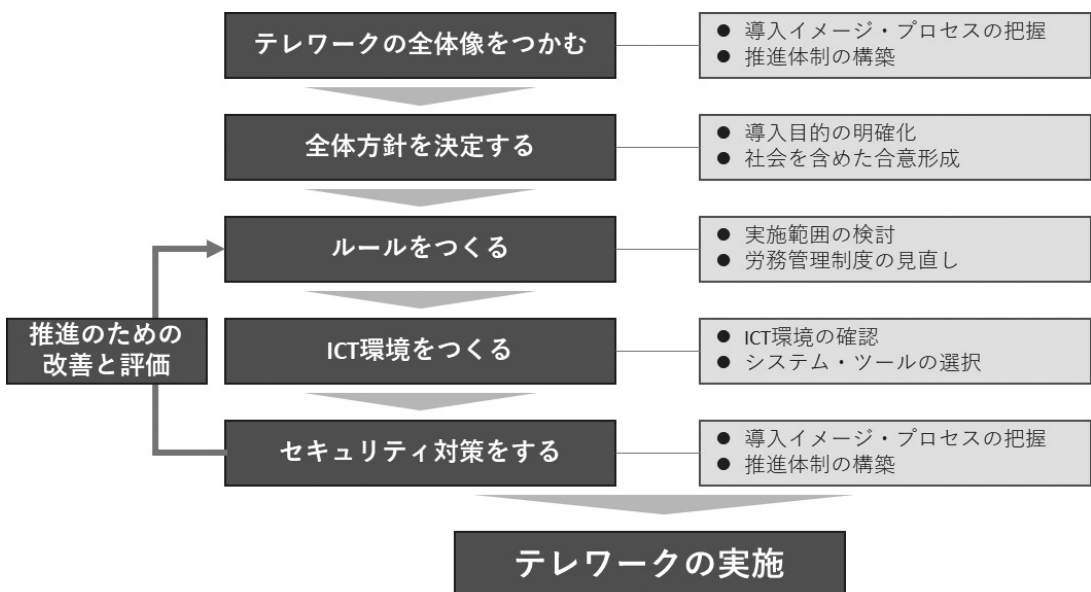 テレワークの全体像をつかむ
● 導入イメージ・プロセスの把握
● 推進体制の構築
全体方針を決定する
● 導入目的の明確化
● 社会を含めた合意形成
ルールをつくる
● 実施範囲の検討
● 労務管理制度の見直し
推進のための
改善と評価
ICT環境をつくる
● ICT環境の確認
● システム・ツールの選択
セキュリティ対策をする
● 導入イメージ・プロセスの把握
● 推進体制の構築
テレワークの実施